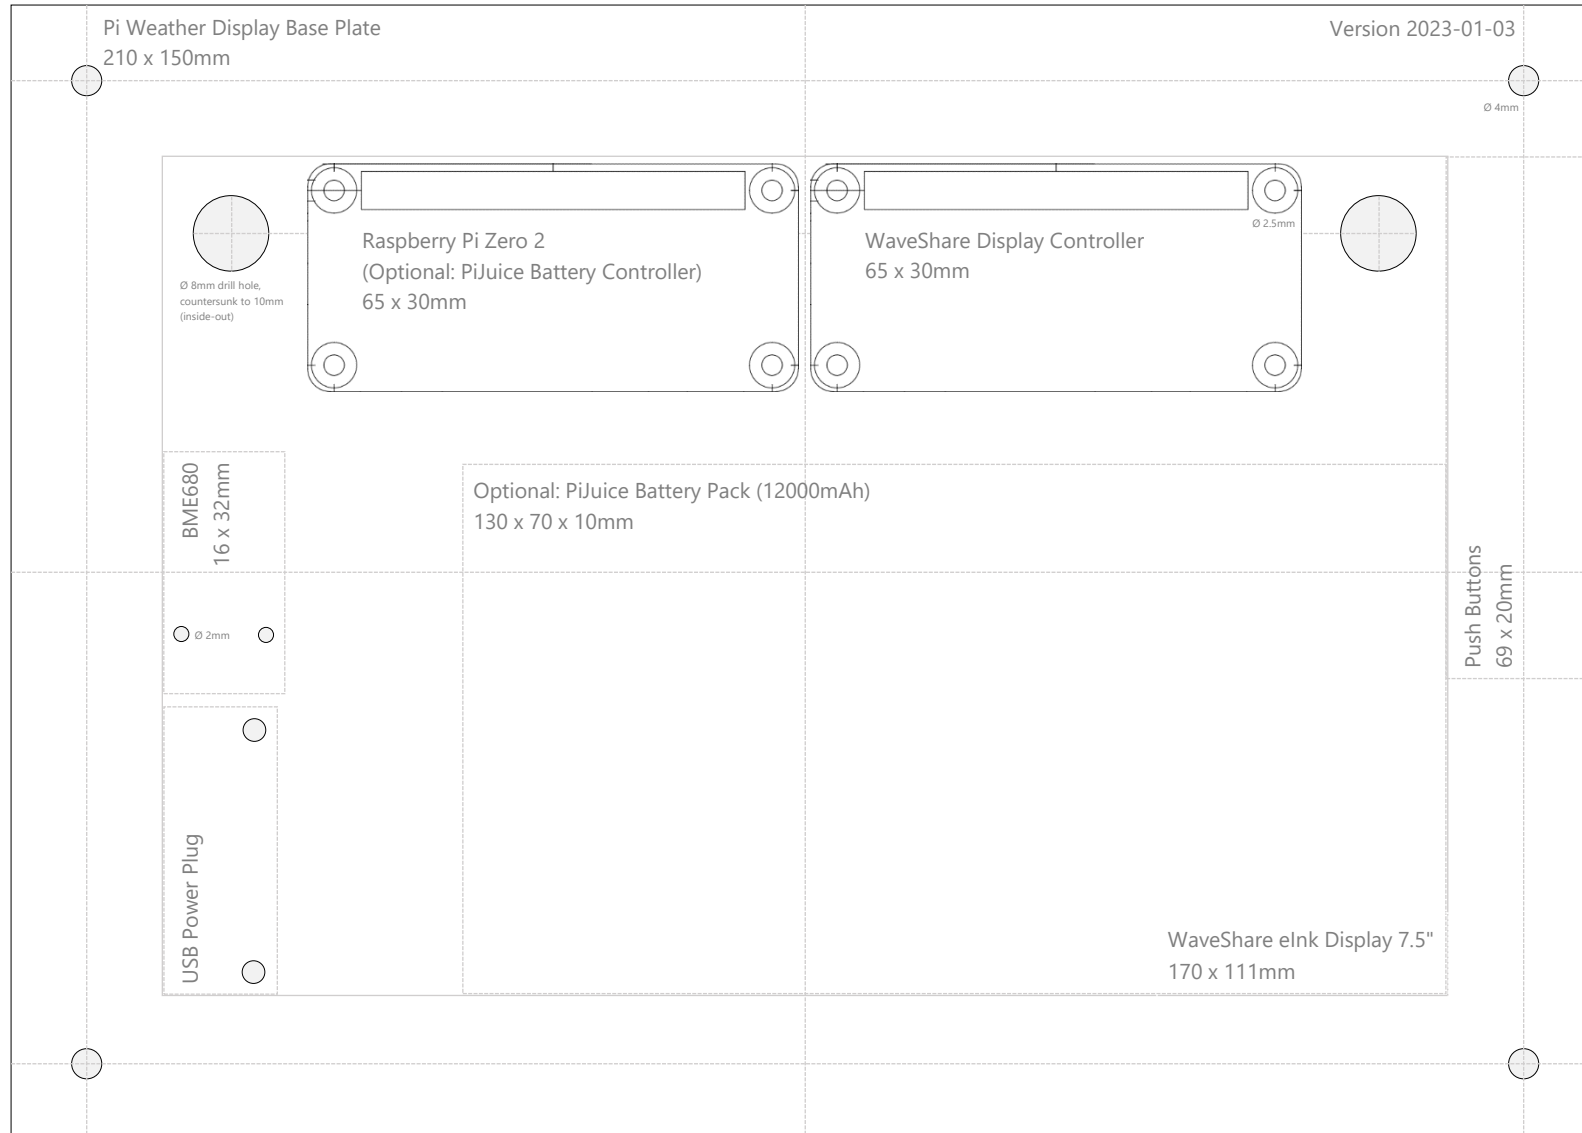 Pi Weather Display Base Plate
210 x 150mm
Version 2023-01-03
Ø 4mm
Raspberry Pi Zero 2
(Optional: PiJuice Battery Controller)
65 x 30mm
WaveShare Display Controller
65 x 30mm
Ø 2.5mm
Ø 8mm drill hole,
countersunk to 10mm
(inside-out)
BME680
16 x 32mm
Ø 2mm
Optional: PiJuice Battery Pack (12000mAh)
130 x 70 x 10mm
Push Buttons
69 x 20mm
USB Power Plug
WaveShare eInk Display 7.5"
170 x 111mm